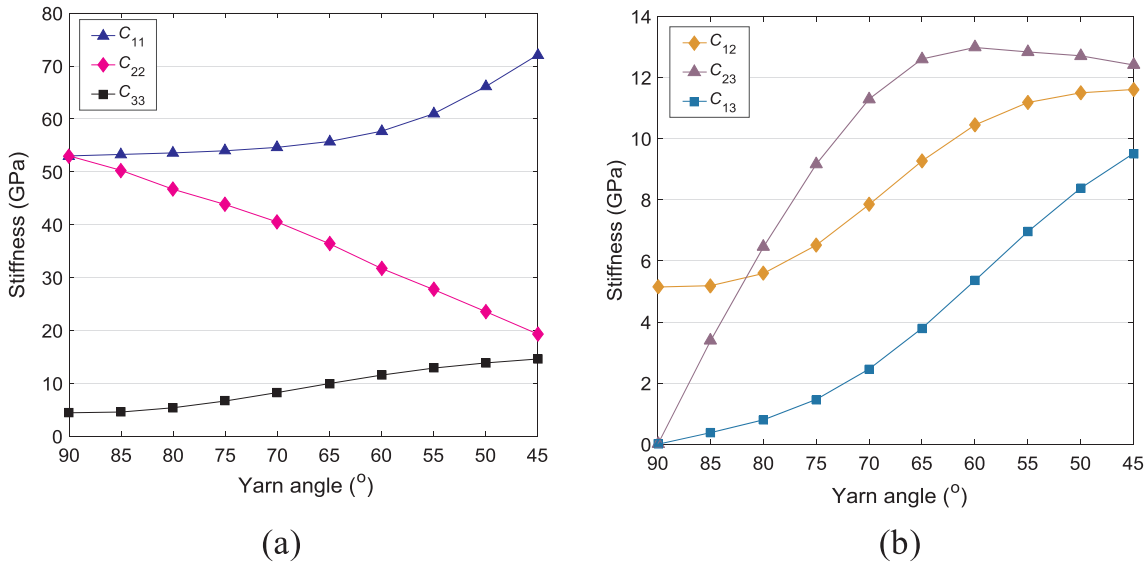 80
70
60
50
40
30
20
10
0
Stiffness (GPa)
C11
C22
C33
90 85 80 75 70 65 60 55 50 45
Yarn angle (o)
(a)
14
12
10
8
6
4
2
0
Stiffness (GPa)
C12
C23
C13
90 85 80 75 70 65 60 55 50 45
Yarn angle (o)
(b)